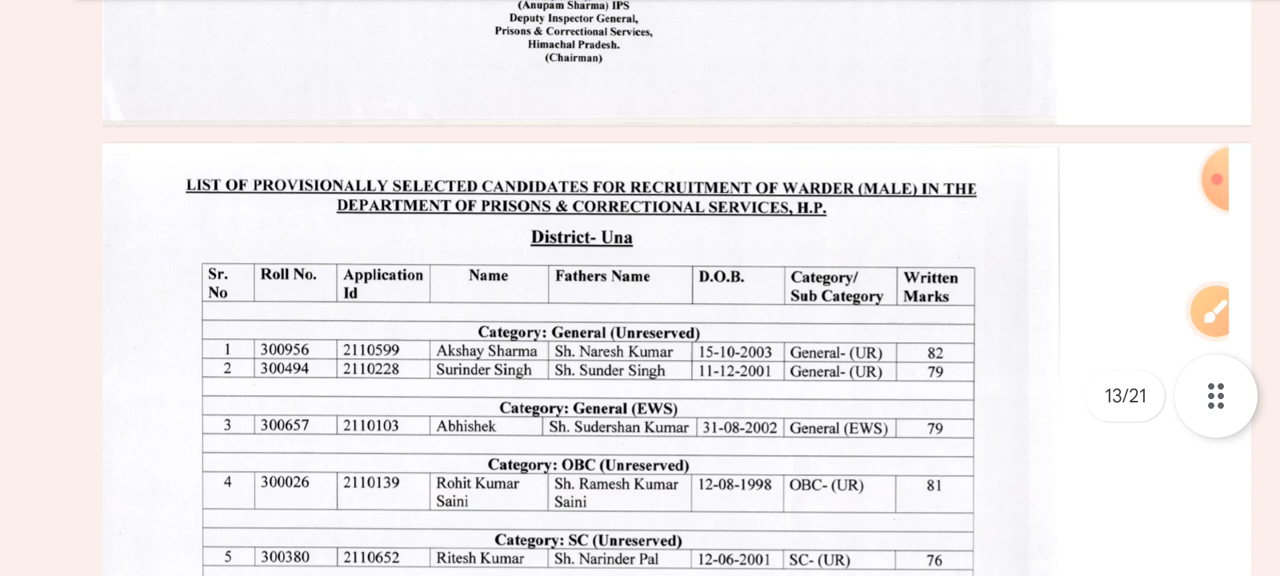 (Anupam Sharma) IPS
Deputy Inspector General,
Prisons & Correctional Services,
Himachal Pradesh.
(Chairman)
LIST OF PROVISIONALLY SELECTED CANDIDATES FOR RECRUITMENT OF WARDER (MALE) IN THE
DEPARTMENT OF PRISONS & CORRECTIONAL SERVICES, H.P.
District- Una
Sr. No Roll No. Application Id Name Fathers Name D.O.B. Category/ Sub Category Written Marks
Category: General (Unreserved)
1 300956 2110599 Akshay Sharma Sh. Naresh Kumar 15-10-2003 General- (UR) 82
2 300494 2110228 Surinder Singh Sh. Sunder Singh 11-12-2001 General- (UR) 79
Category: General (EWS)
3 300657 2110103 Abhishek Sh. Sudershan Kumar 31-08-2002 General (EWS) 79
Category: OBC (Unreserved)
4 300026 2110139 Rohit Kumar Saini Sh. Ramesh Kumar Saini 12-08-1998 OBC- (UR) 81
Category: SC (Unreserved)
5 300380 2110652 Ritesh Kumar Sh. Narinder Pal 12-06-2001 SC- (UR) 76
13/21